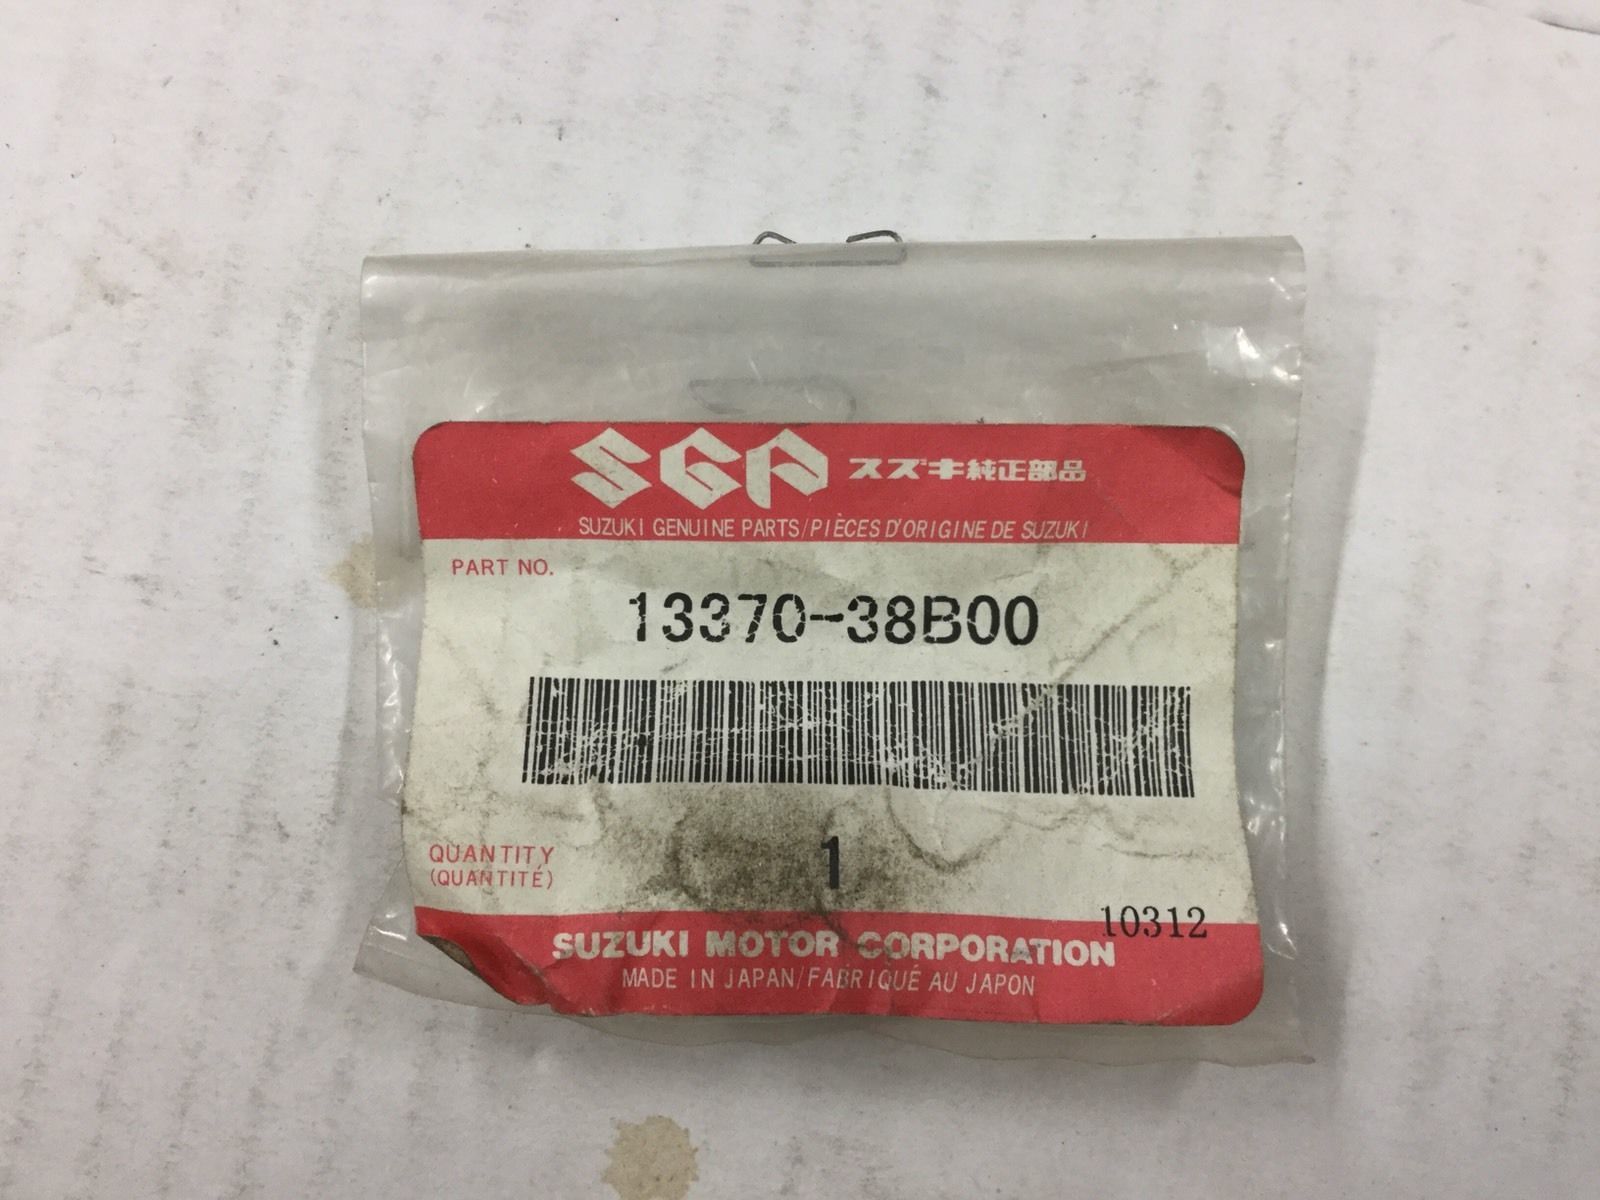 SGP スズキ純正部品
SUZUKI GENUINE PARTS/PIÈCES D'ORIGINE DE SUZUKI
PART NO.
13370-38B00
QUANTITY
(QUANTITÉ)
1
10312
SUZUKI MOTOR CORPORATION
MADE IN JAPAN/FABRIQUÉ AU JAPON